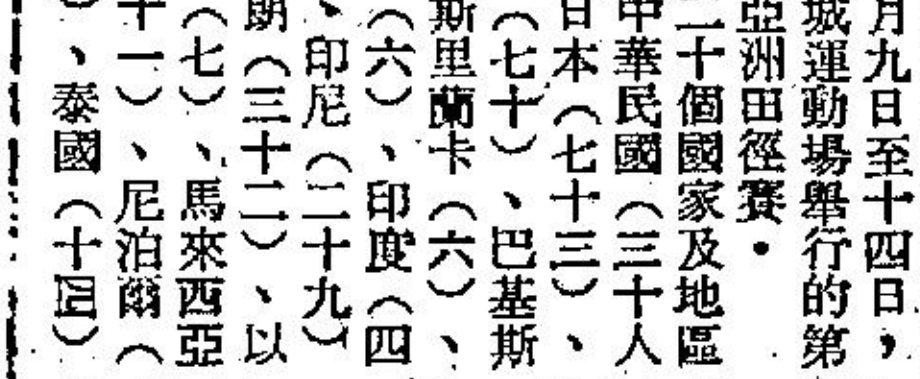 月九日至十四日，
城運動場舉行的第
亞洲田徑賽．
二十個國家及地區
中華民國（三十人
日本（七十三）、
（七十）、巴基斯
斯里蘭卡（六）、
（六）、印度（四
、印尼（二十九）
朗（三十二）、以
（七）、馬來西亞
十一）、尼泊爾（
）、泰國（十四）